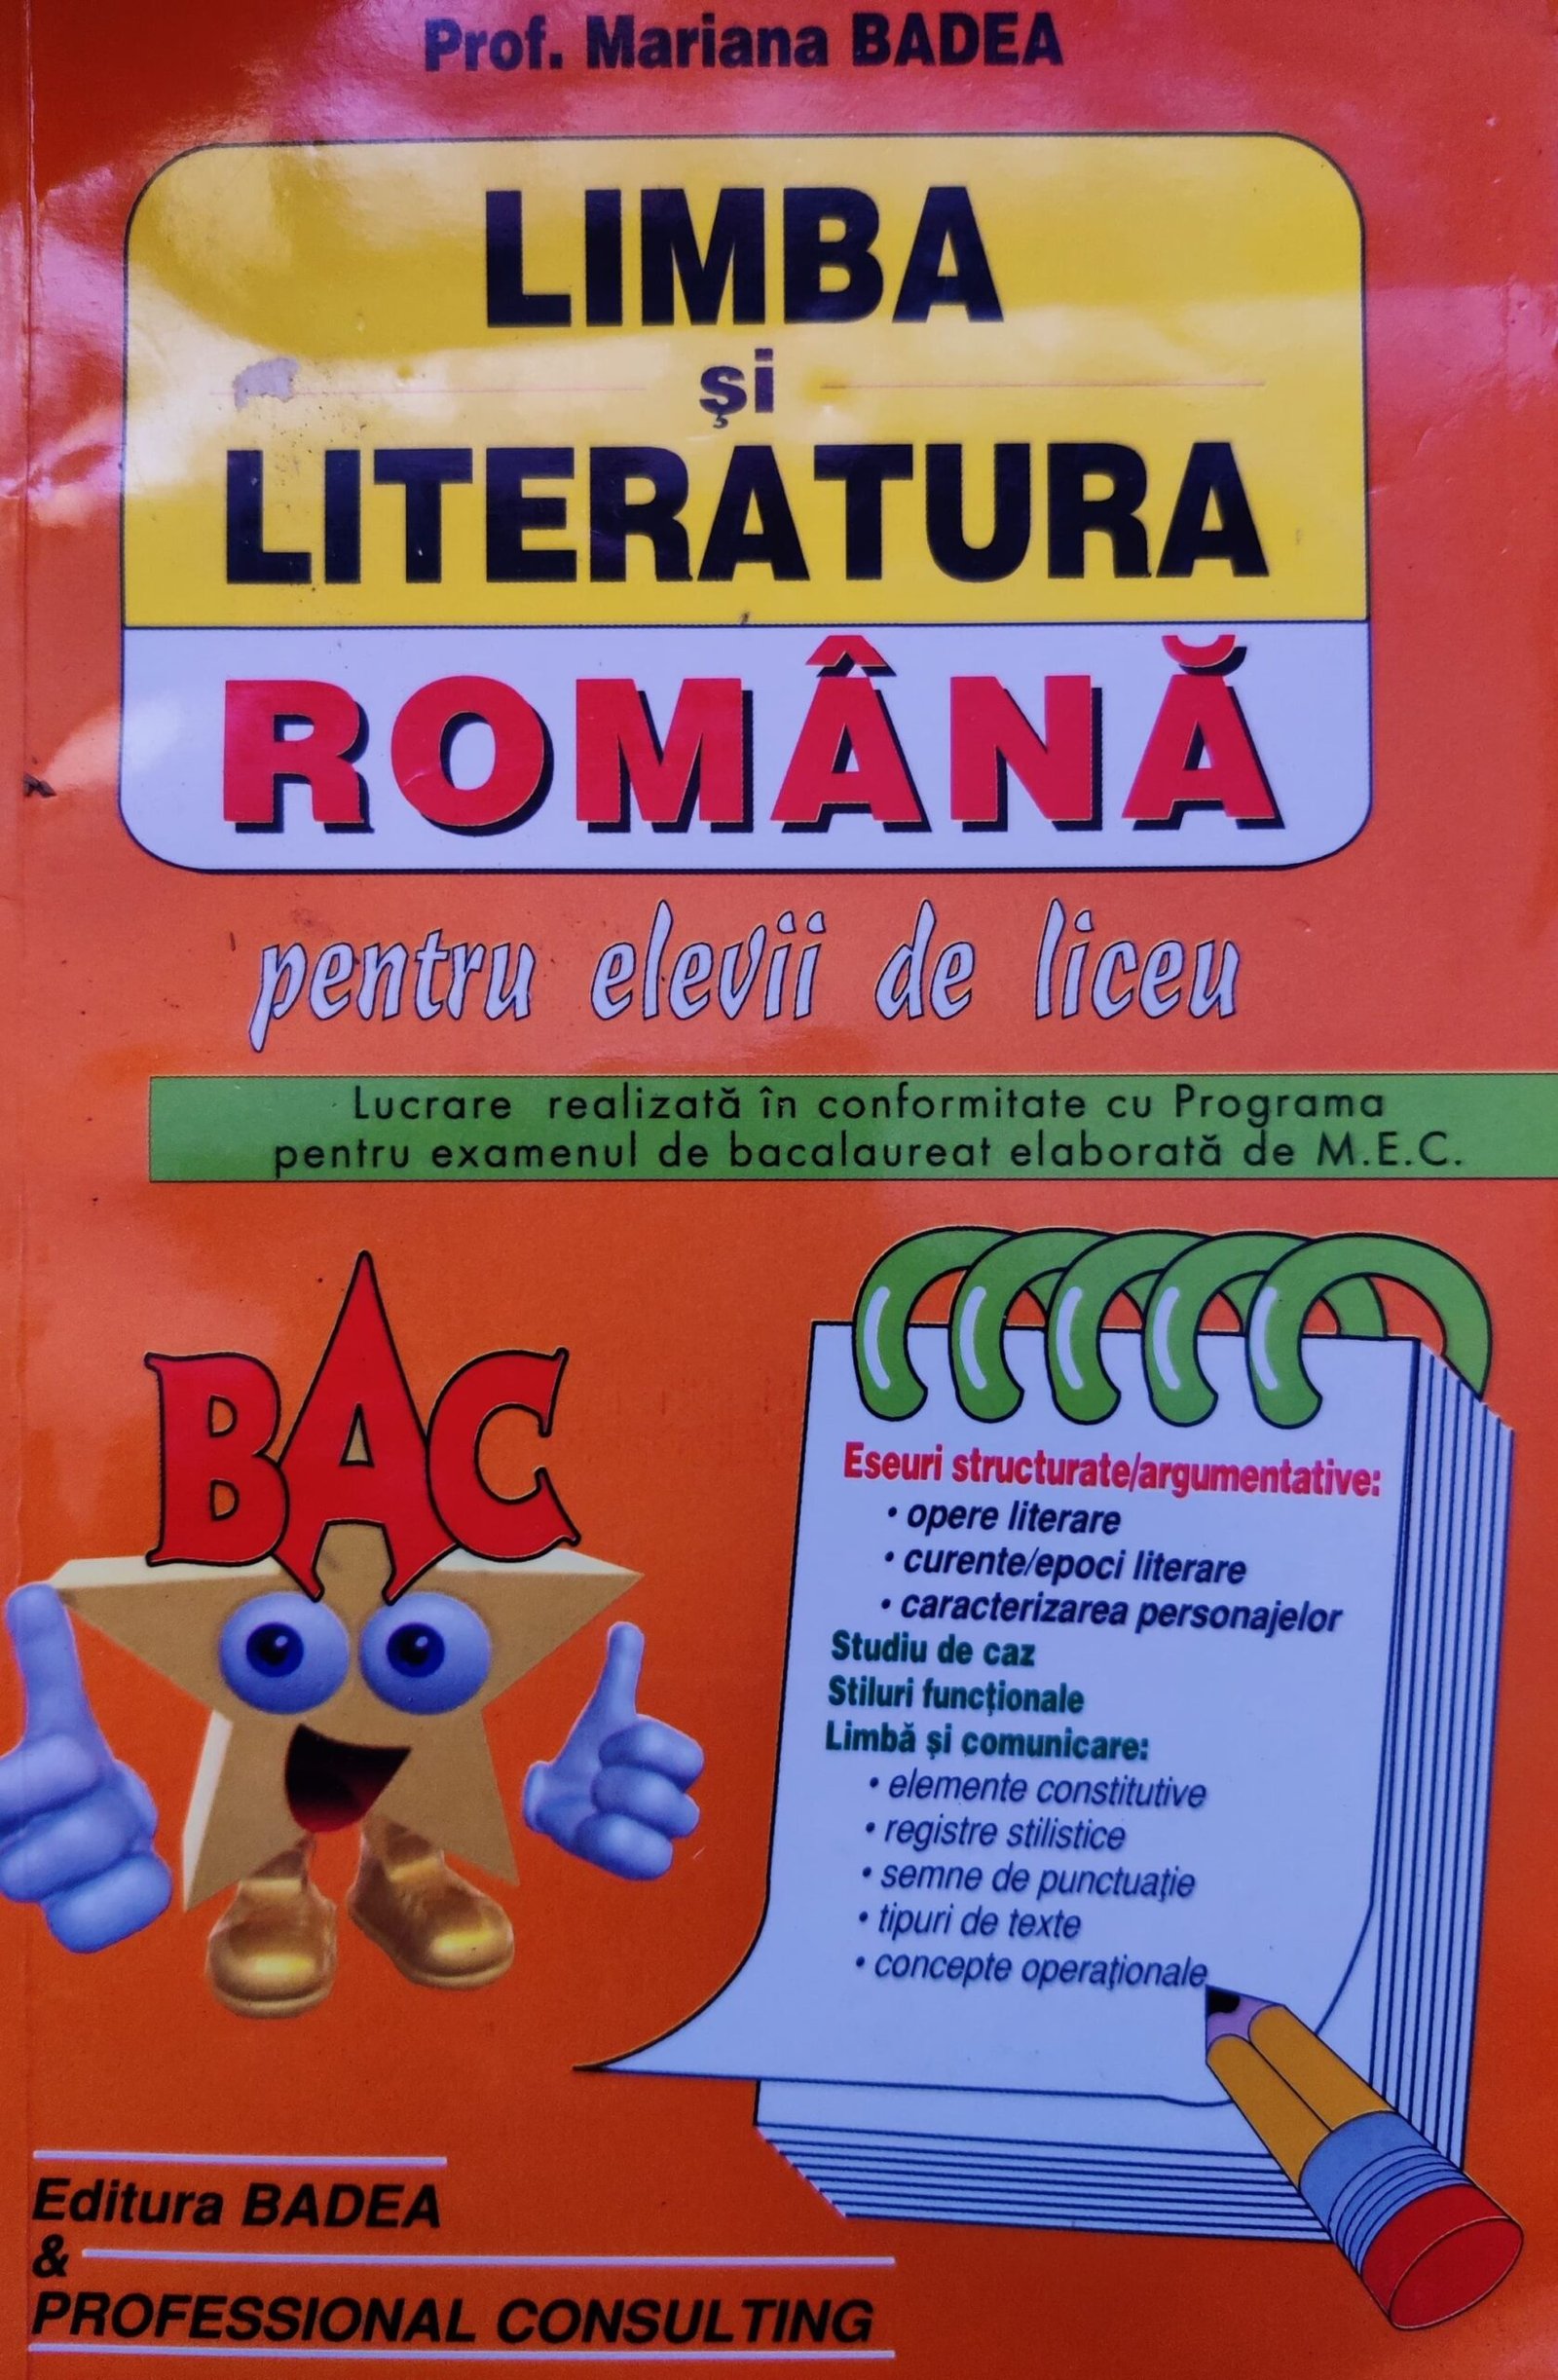 Prof. Mariana BADEA
LIMBA
şi
LITERATURA
ROMÂNĂ
pentru elevii de liceu
Lucrare realizată în conformitate cu Programa
pentru examenul de bacalaureat elaborată de M.E.C.
BAC
Eseuri structurate/argumentative:
• opere literare
• curente/epoci literare
• caracterizarea personajelor
Studiu de caz
Stiluri funcţionale
Limbă şi comunicare:
• elemente constitutive
• registre stilistice
• semne de punctuaţie
• tipuri de texte
• concepte operaţionale
Editura BADEA
&
PROFESSIONAL CONSULTING